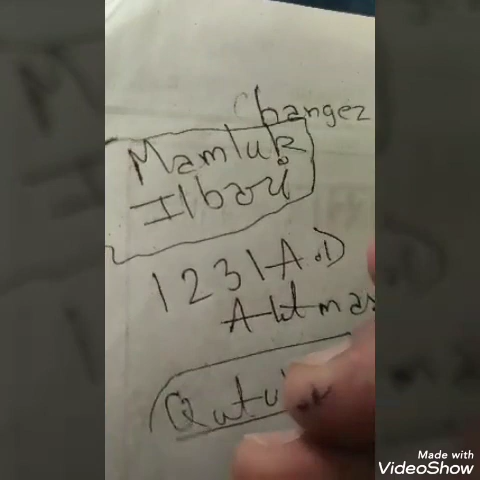 Changez
Mamluk
Ilbari
1231 A.D
Altmas
Made with
VideoShow